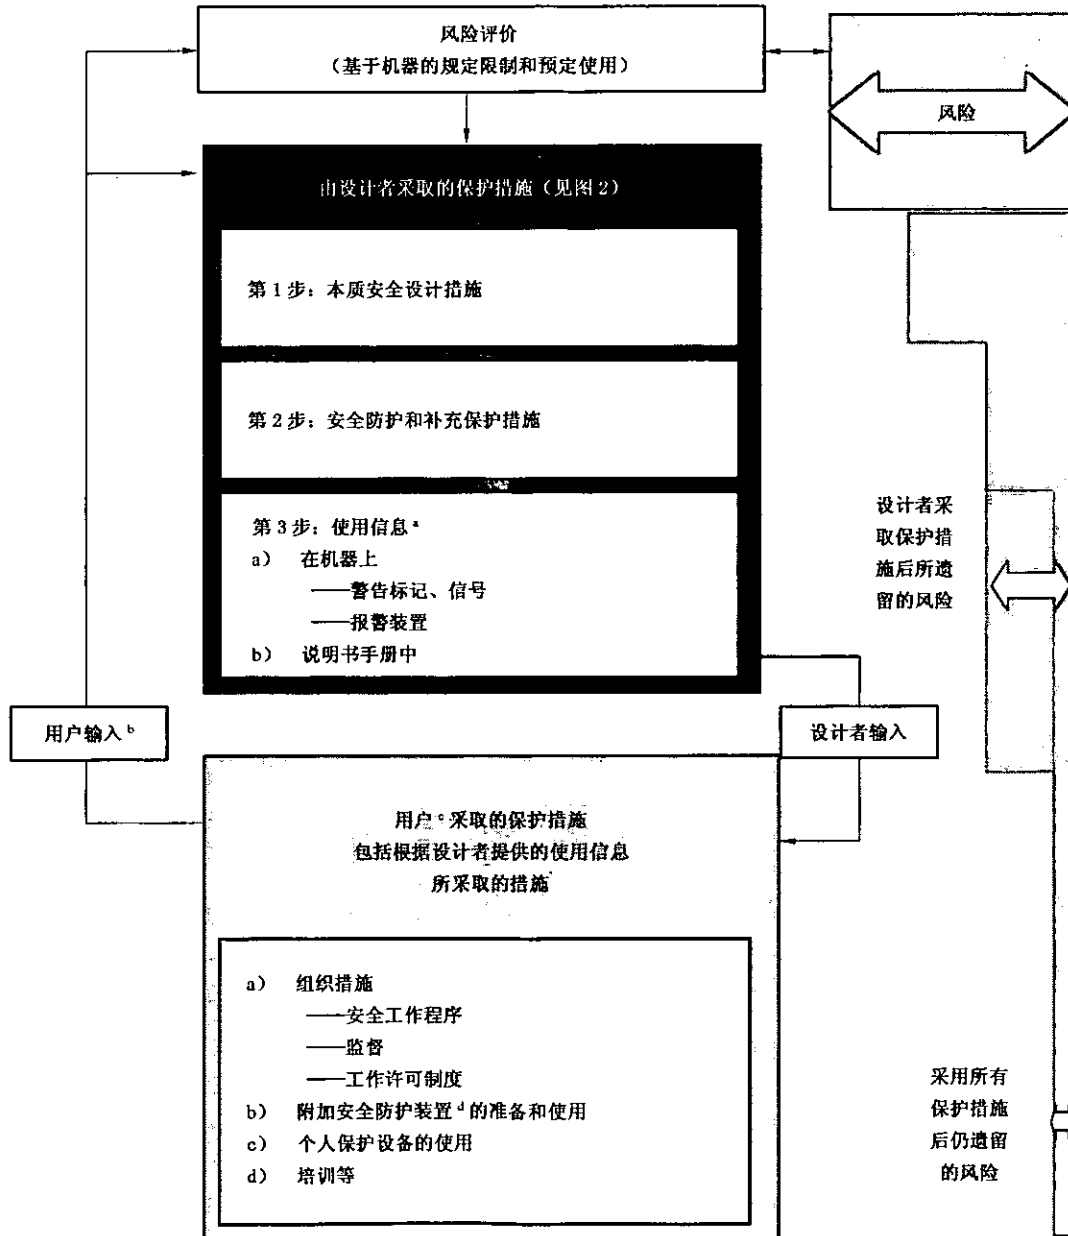 风险评价
（基于机器的规定限制和预定使用）
风险
由设计者采取的保护措施（见图2）
第1步：本质安全设计措施
第2步：安全防护和补充保护措施
第3步：使用信息ᵃ
a） 在机器上
——警告标记、信号
——报警装置
b） 说明书手册中
设计者采
取保护措
施后所遗
留的风险
用户输入ᵇ
设计者输入
用户ᶜ采取的保护措施
包括根据设计者提供的使用信息
所采取的措施
a） 组织措施
——安全工作程序
——监督
——工作许可制度
b） 附加安全防护装置ᵈ的准备和使用
c） 个人保护设备的使用
d） 培训等
采用所有
保护措施
后仍遗留
的风险